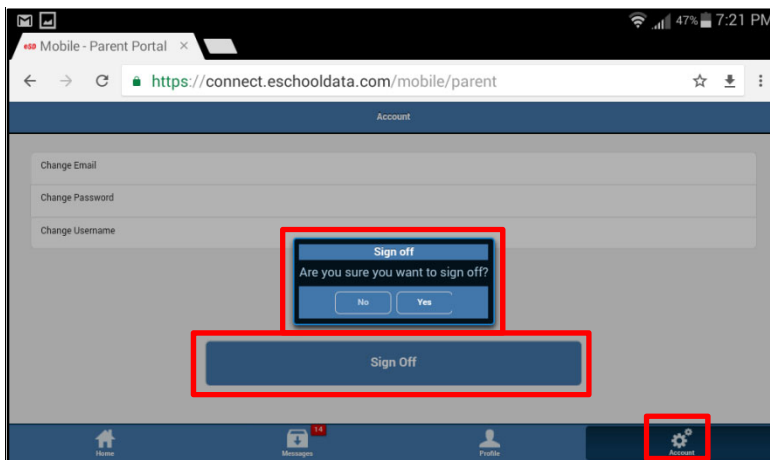 47% 7:21 PM
esd Mobile - Parent Portal ×
https://connect.eschooldata.com/mobile/parent
Account
Change Email
Change Password
Change Username
Sign off
Are you sure you want to sign off?
No Yes
Sign Off
14
Home Messages Profile Account